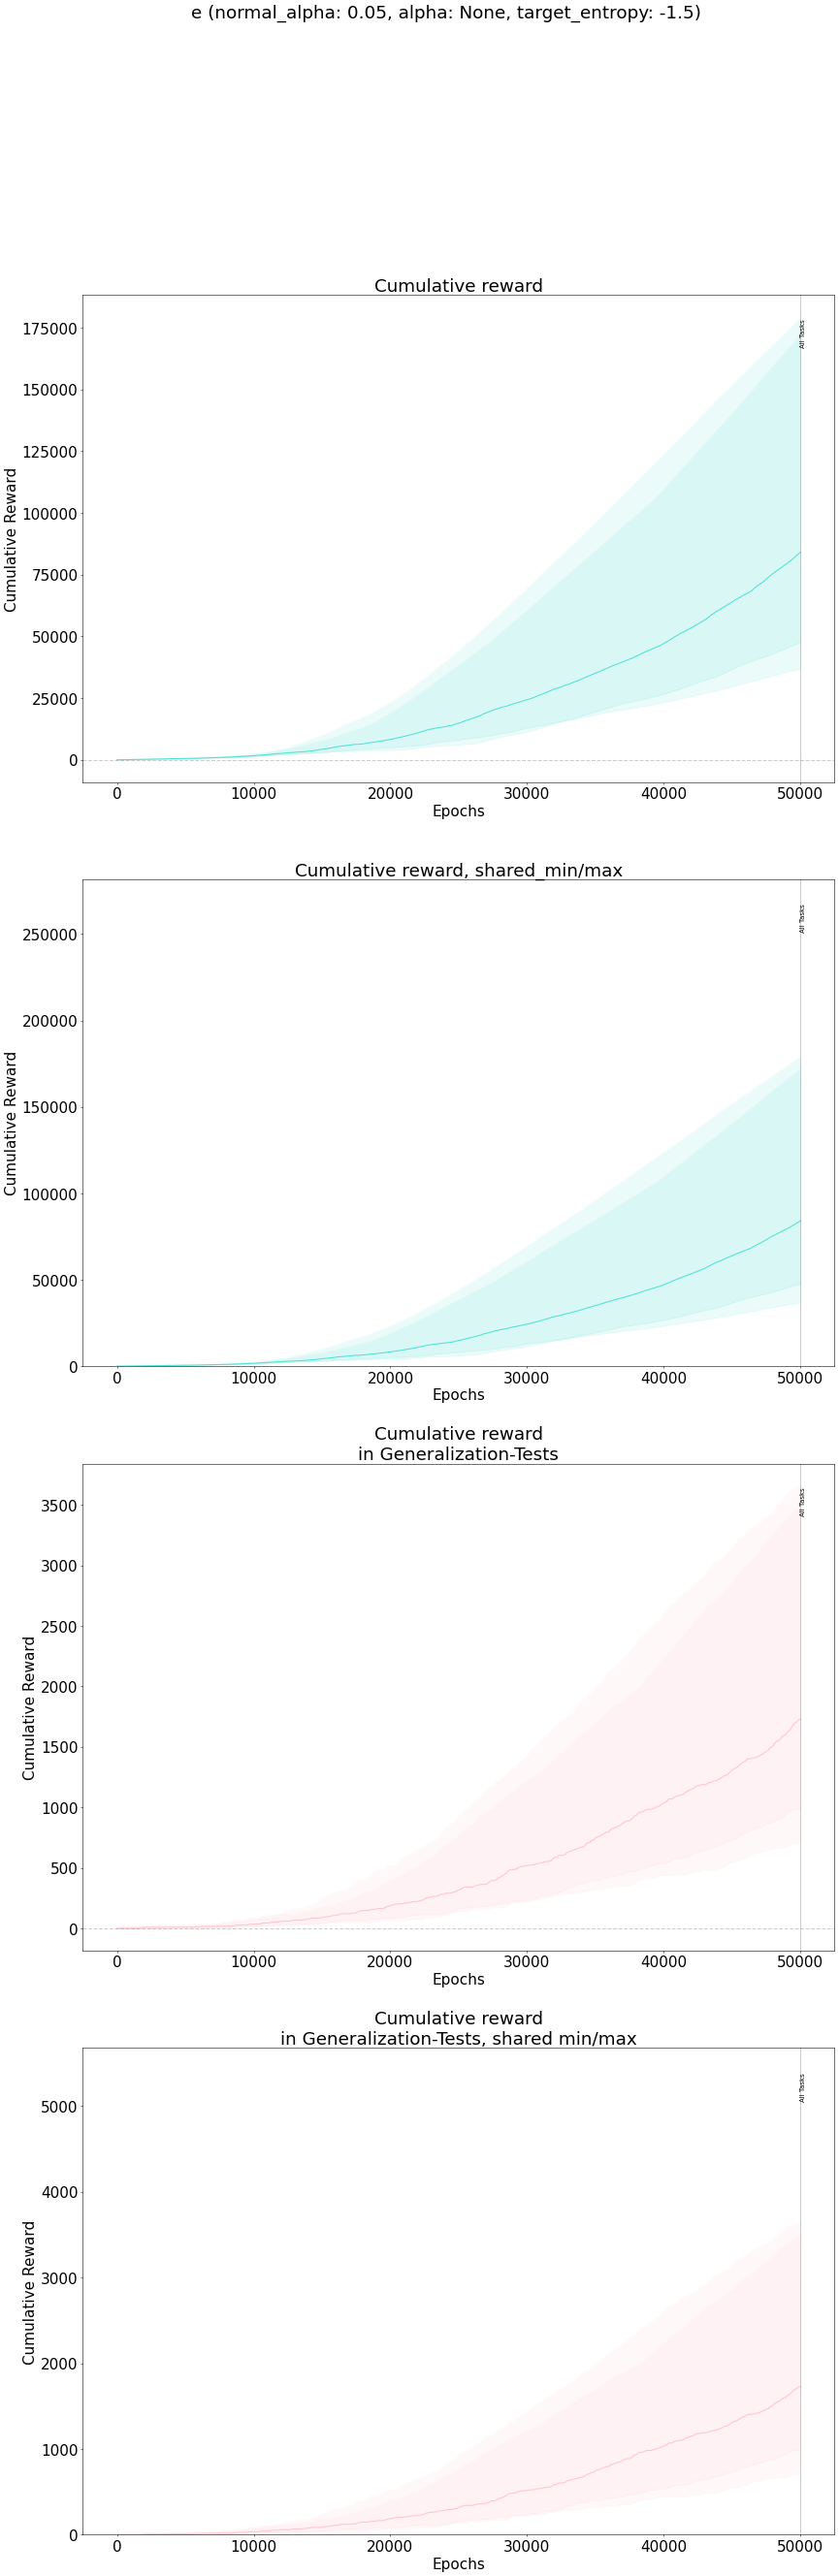 e (normal_alpha: 0.05, alpha: None, target_entropy: -1.5)
Cumulative reward
175000
150000
125000
100000
75000
50000
25000
0
Cumulative Reward
All Tasks
0 10000 20000 30000 40000 50000
Epochs
Cumulative reward, shared_min/max
250000
200000
150000
100000
50000
0
Cumulative Reward
All Tasks
0 10000 20000 30000 40000 50000
Epochs
Cumulative reward
in Generalization-Tests
3500
3000
2500
2000
1500
1000
500
0
Cumulative Reward
All Tasks
0 10000 20000 30000 40000 50000
Epochs
Cumulative reward
in Generalization-Tests, shared min/max
5000
4000
3000
2000
1000
0
Cumulative Reward
All Tasks
0 10000 20000 30000 40000 50000
Epochs